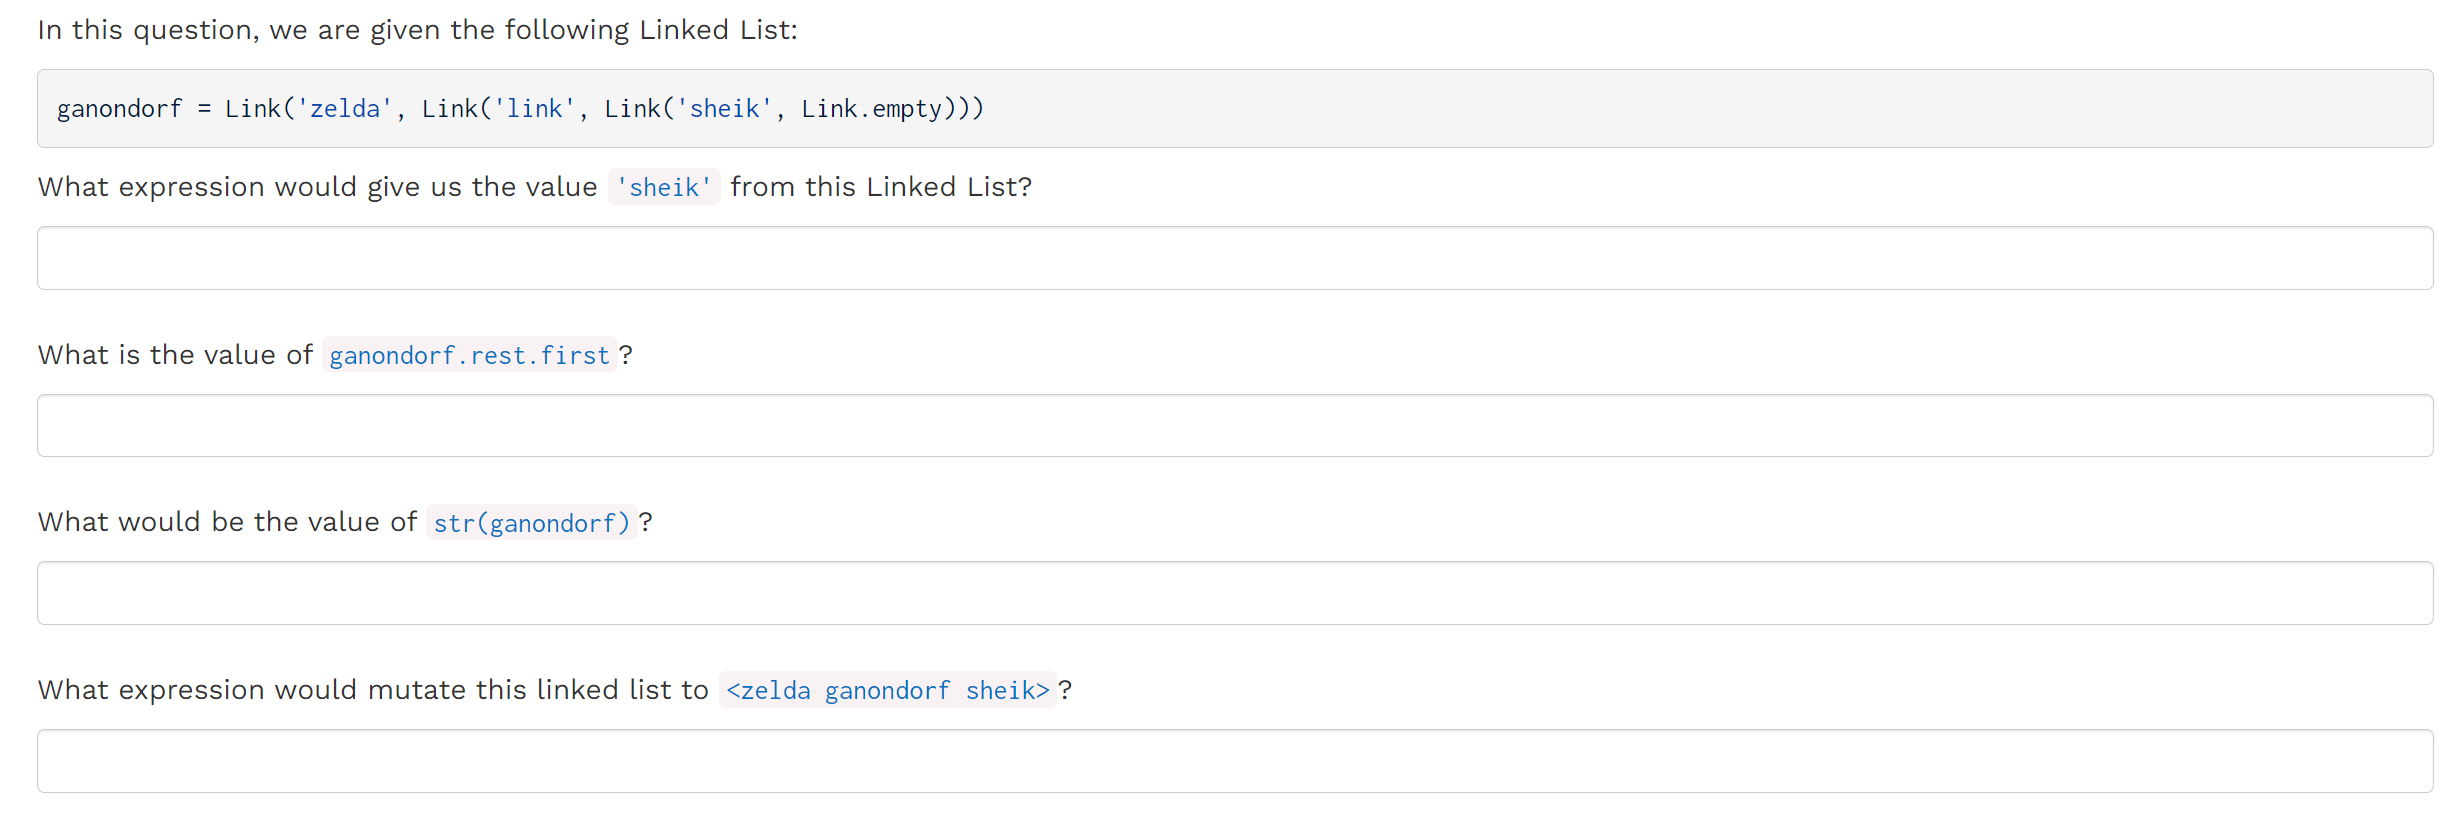 In this question, we are given the following Linked List:
ganondorf = Link('zelda', Link('link', Link('sheik', Link.empty)))
What expression would give us the value 'sheik' from this Linked List?
What is the value of ganondorf.rest.first?
What would be the value of str(ganondorf)?
What expression would mutate this linked list to <zelda ganondorf sheik>?